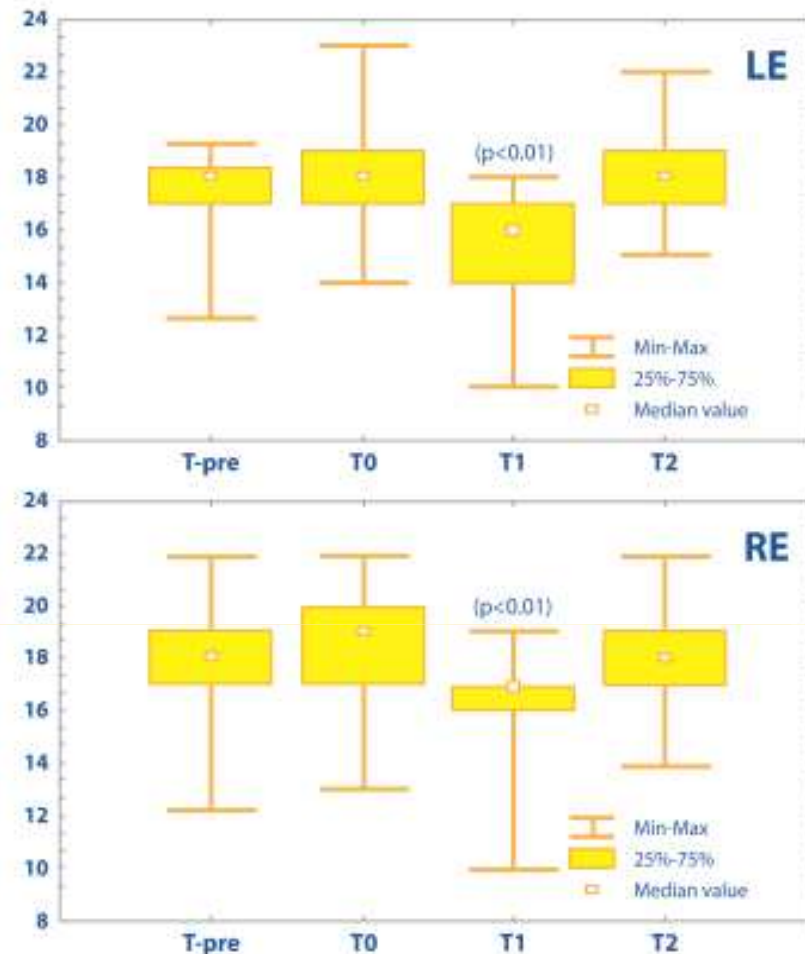 24
LE
22
20
(p<0.01)
18
16
14
12
Min-Max
25%-75%
10
Median value
8
T-pre T0 T1 T2
24
RE
22
20
(p<0.01)
18
16
14
12
Min-Max
25%-75%
10
Median value
8
T-pre T0 T1 T2